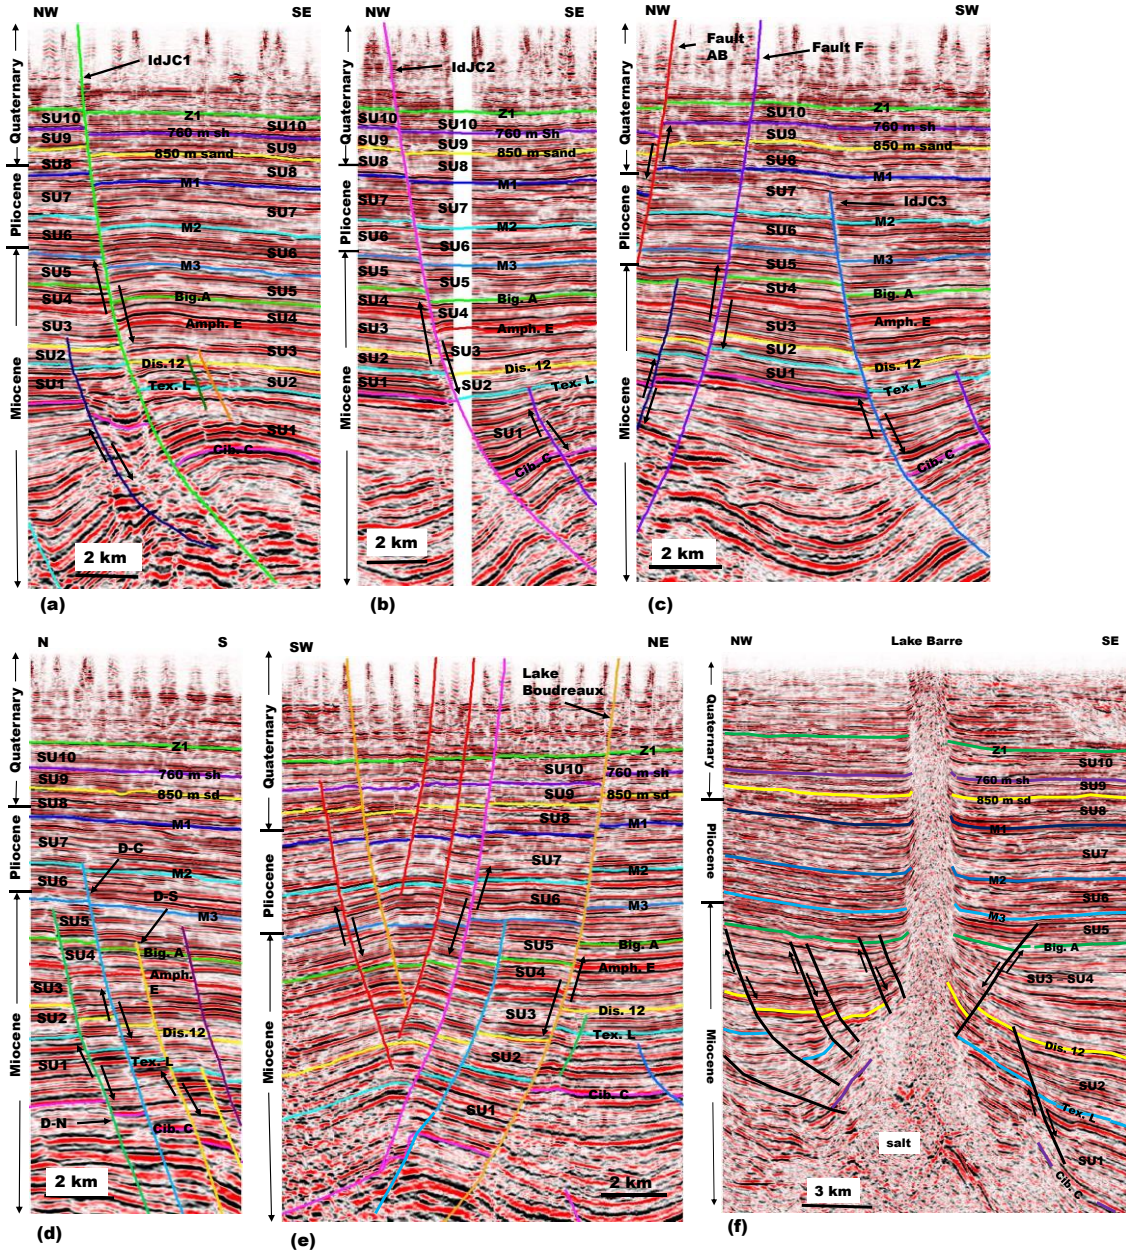 NW
SE
IdJC1
Quaternary
Pliocene
Miocene
Z1
SU10
SU10
760 m sh
SU9
SU9
850 m sand
SU8
SU8
M1
SU7
SU7
M2
SU6
SU6
M3
SU5
SU5
Big.A
SU4
SU4
Amph. E
SU3
SU3
SU2
Dis.12
SU2
Tex. L
SU1
SU1
Cib. C
2 km
(a)
NW
SE
IdJC2
Quaternary
Pliocene
Miocene
Z1
SU10
SU10
760 m Sh
SU9
SU9
850 m sand
SU8
SU8
M1
SU7
SU7
M2
SU6
SU6
M3
SU5
SU5
Big. A
SU4
SU4
Amph. E
SU3
SU3
SU2
Dis. 12
SU2
Tex. L
SU1
SU1
Cib. C
2 km
(b)
NW
SW
Fault
AB
Fault F
Quaternary
Pliocene
Miocene
Z1
SU10
760 m sh
SU9
850 m sand
SU8
M1
SU7
IdJC3
M2
SU6
M3
SU5
SU4
Big. A
Amph. E
SU3
SU2
Dis. 12
SU1
Tex. L
Cib. C
2 km
(c)
N
S
Quaternary
Pliocene
Miocene
Z1
SU10
760 m sh
SU9
850 m sd
SU8
M1
SU7
D-C
M2
SU6
D-S
M3
SU5
Big. A
SU4
Amph.
E
SU3
SU2
Dis.12
SU1
Tex. L
D-N
Cib. C
2 km
(d)
SW
NE
Lake
Boudreaux
Quaternary
Pliocene
Miocene
Z1
SU10
760 m sh
SU9
850 m sd
SU8
M1
SU7
M2
SU6
M3
SU5
Big. A
SU4
Amph. E
SU3
Dis. 12
Tex. L
SU2
Cib. C
SU1
2 km
(e)
NW
Lake Barre
SE
Quaternary
Pliocene
Miocene
Z1
SU10
760 m sh
SU9
850 m sd
SU8
M1
SU7
M2
SU6
M3
SU5
Big. A
SU3 - SU4
Dis. 12
SU2
Tex. L
salt
SU1
Cib. C
3 km
(f)